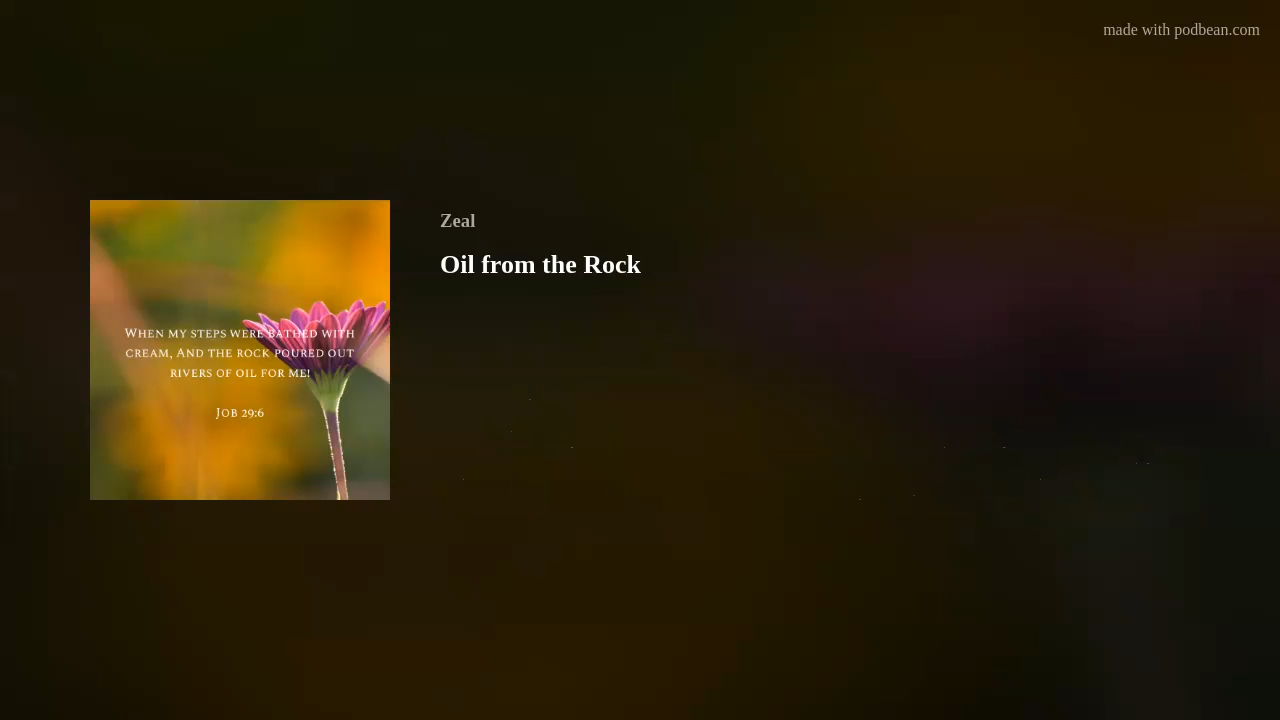 made with podbean.com
Zeal
Oil from the Rock
When my steps were bathed with
cream, And the rock poured out
rivers of oil for me!
Job 29:6